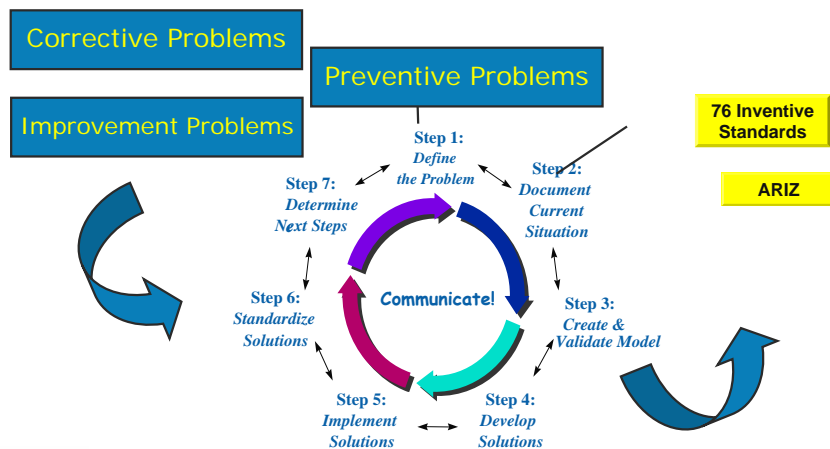 Corrective Problems
Preventive Problems
Improvement Problems
76 Inventive
Standards
ARIZ
Step 1:
Define
the Problem
Step 2:
Document
Current
Situation
Step 3:
Create &
Validate Model
Step 4:
Develop
Solutions
Step 5:
Implement
Solutions
Step 6:
Standardize
Solutions
Step 7:
Determine
Next Steps
Communicate!